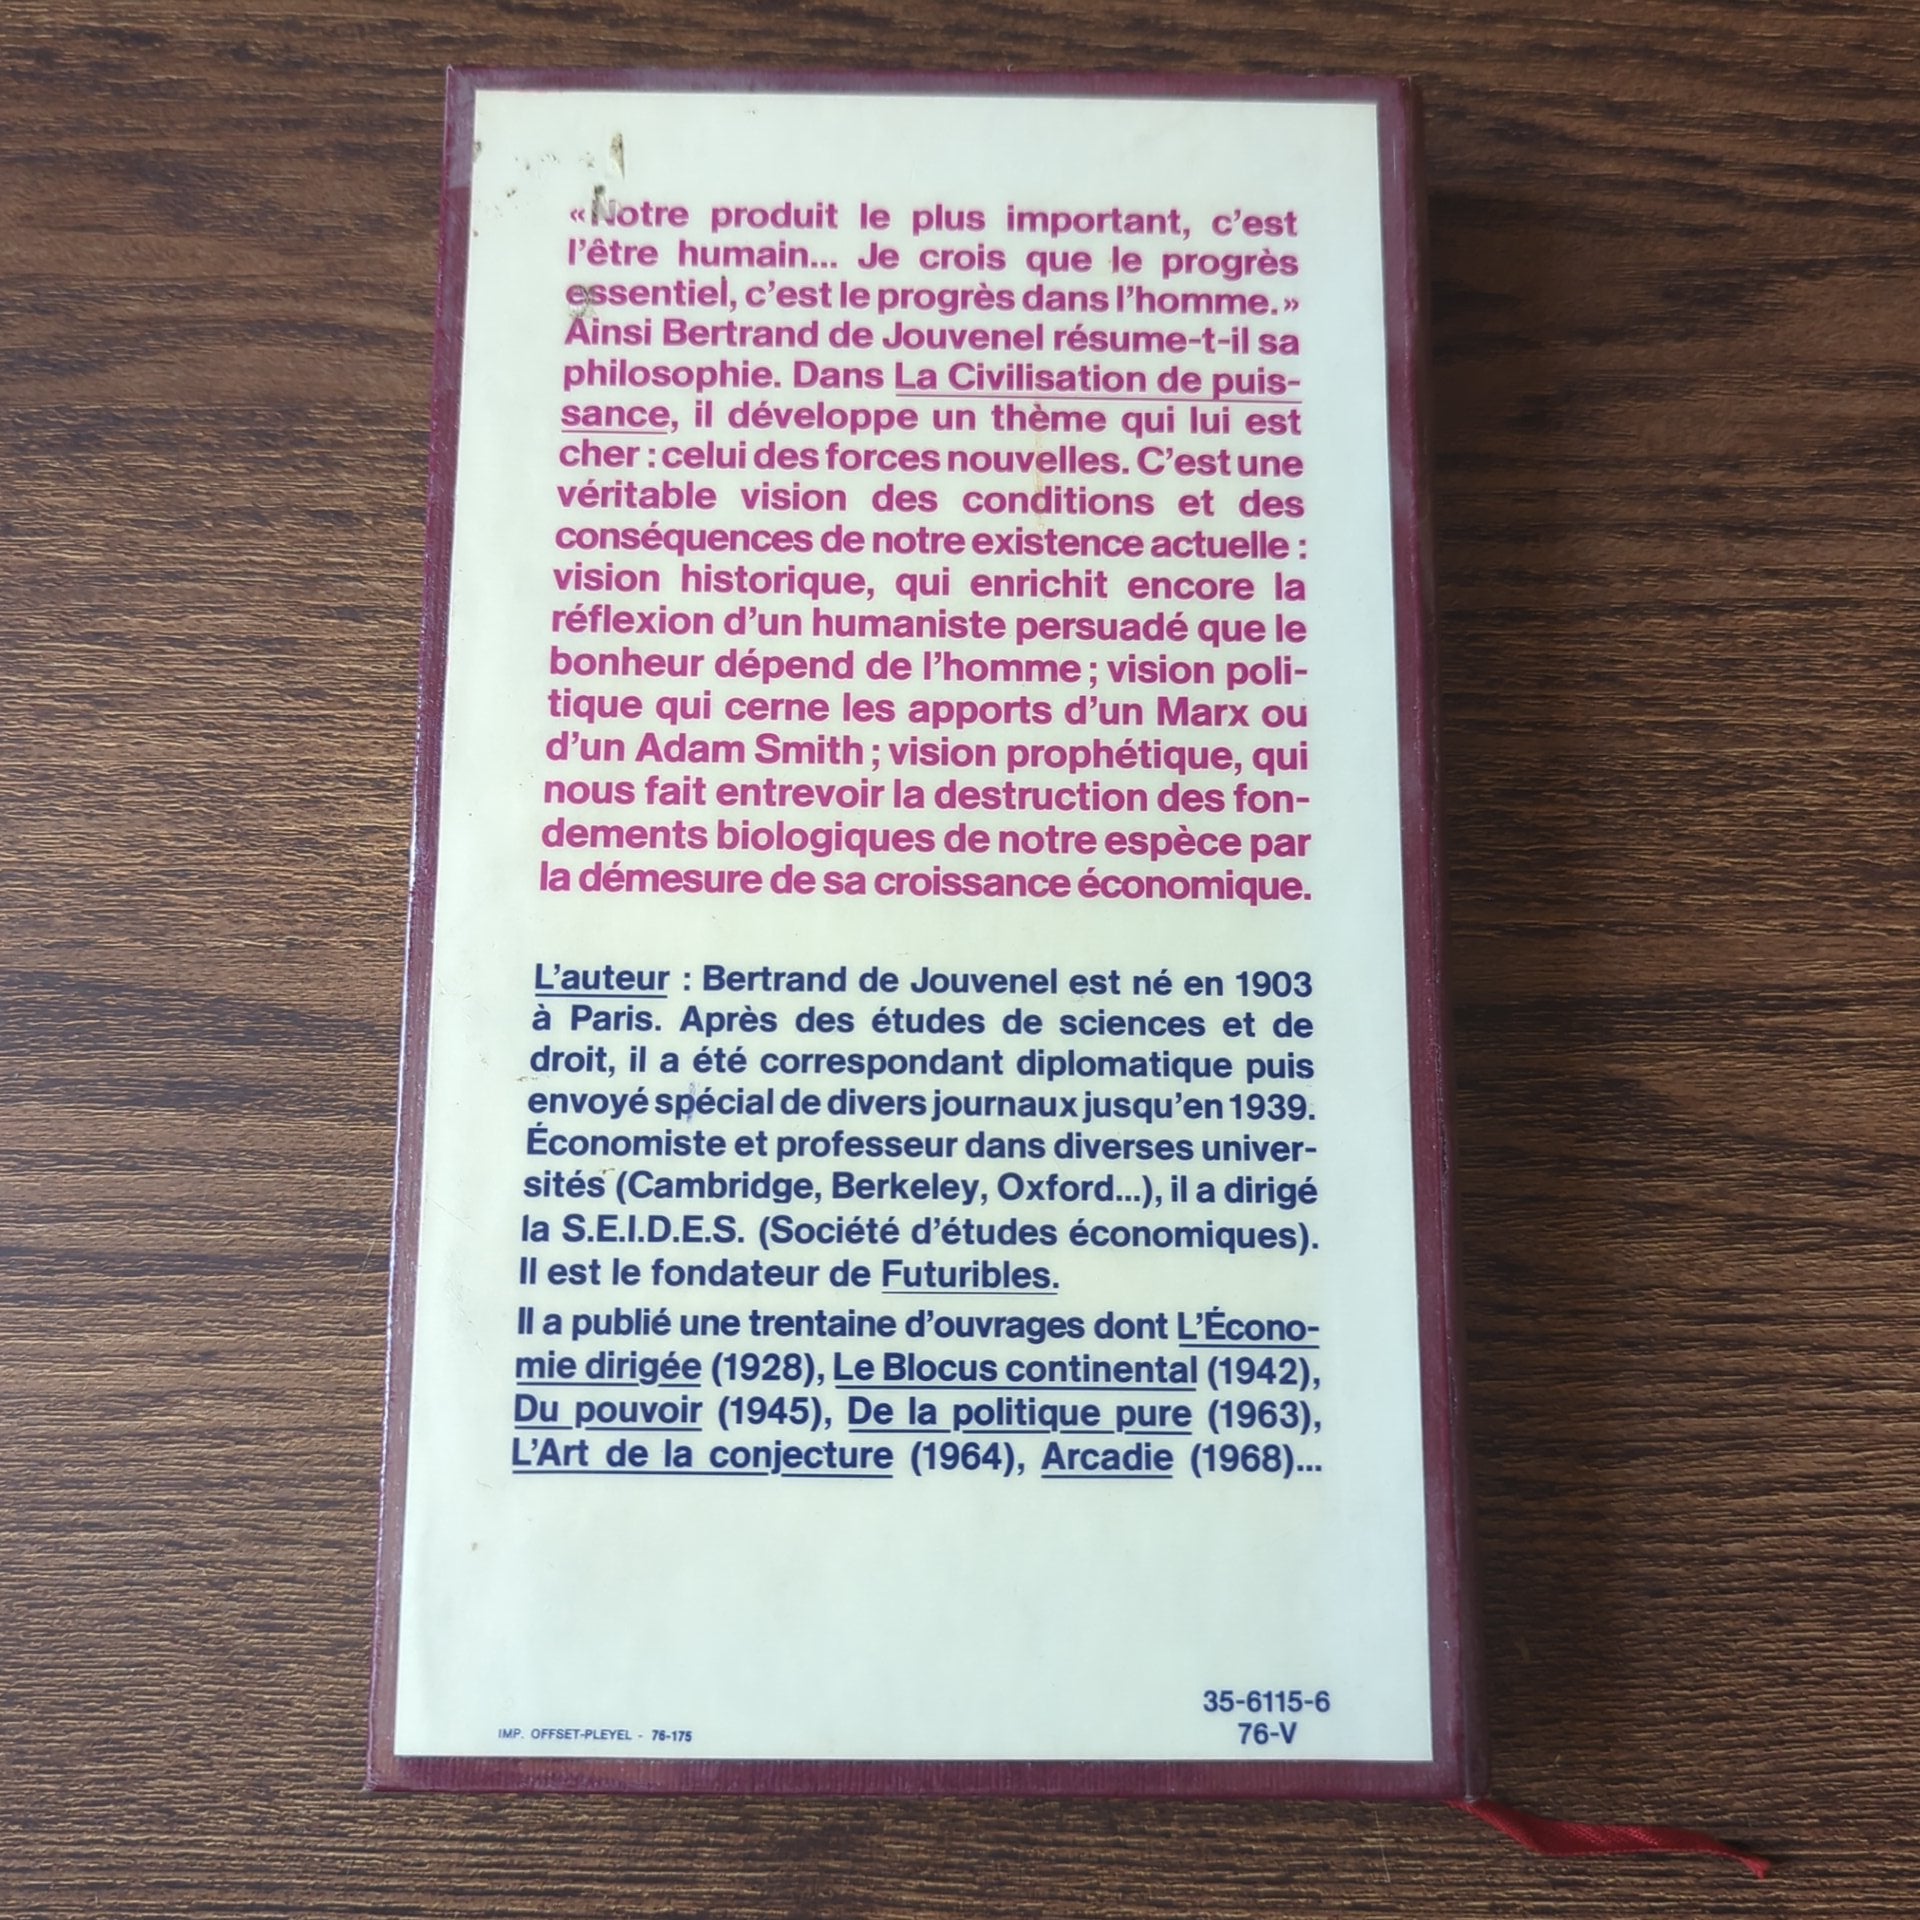 «Notre produit le plus important, c'est
l'être humain... Je crois que le progrès
essentiel, c'est le progrès dans l'homme.»
Ainsi Bertrand de Jouvenel résume-t-il sa
philosophie. Dans La Civilisation de puis-
sance, il développe un thème qui lui est
cher : celui des forces nouvelles. C'est une
véritable vision des conditions et des
conséquences de notre existence actuelle :
vision historique, qui enrichit encore la
réflexion d'un humaniste persuadé que le
bonheur dépend de l'homme ; vision poli-
tique qui cerne les apports d'un Marx ou
d'un Adam Smith ; vision prophétique, qui
nous fait entrevoir la destruction des fon-
dements biologiques de notre espèce par
la démesure de sa croissance économique.
L'auteur : Bertrand de Jouvenel est né en 1903
à Paris. Après des études de sciences et de
droit, il a été correspondant diplomatique puis
envoyé spécial de divers journaux jusqu'en 1939.
Économiste et professeur dans diverses univer-
sités (Cambridge, Berkeley, Oxford...), il a dirigé
la S.E.I.D.E.S. (Société d'études économiques).
Il est le fondateur de Futuribles.
Il a publié une trentaine d'ouvrages dont L'Écono-
mie dirigée (1928), Le Blocus continental (1942),
Du pouvoir (1945), De la politique pure (1963),
L'Art de la conjecture (1964), Arcadie (1968)...
35-6115-6
76-V
IMP. OFFSET-PLEYEL - 76-175